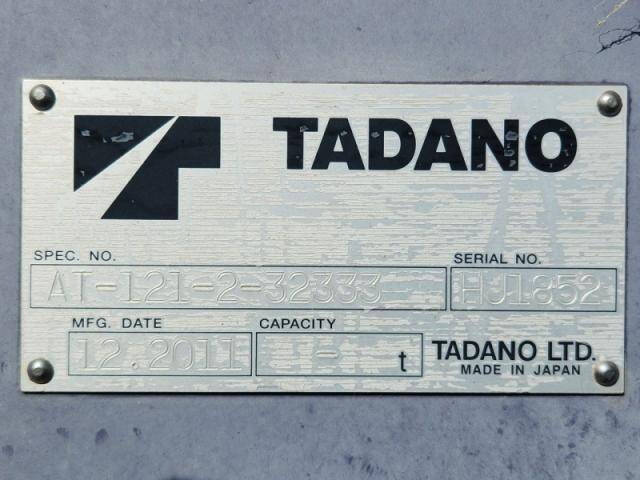 TADANO
SPEC. NO.
AT-121-2-32333
SERIAL NO.
HJ1852
MFG. DATE
12.2011
CAPACITY
- t
TADANO LTD.
MADE IN JAPAN